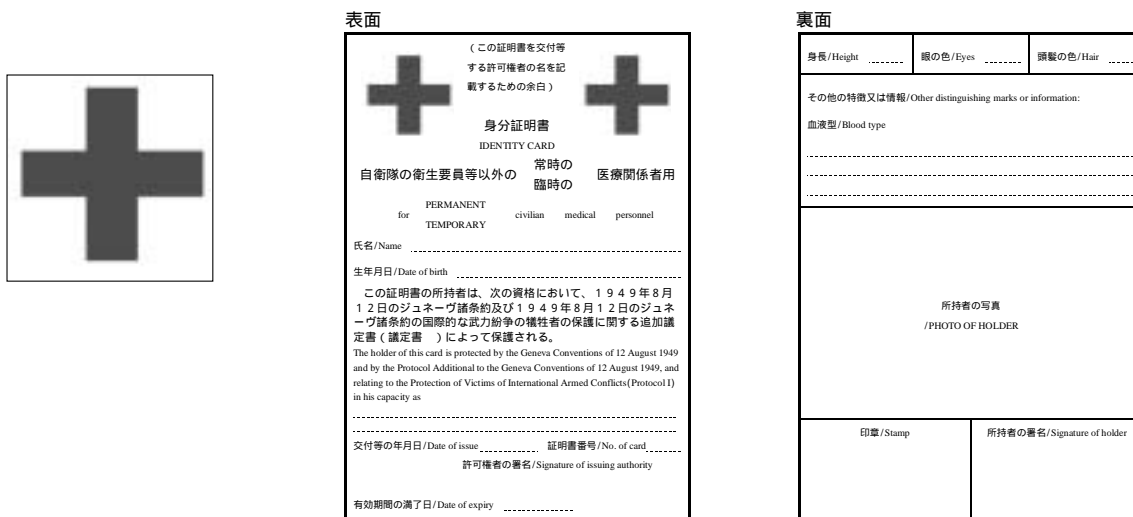 表面
(この証明書を交付等
する許可権者の名を記
載するための余白)
身分証明書
IDENTITY CARD
自衛隊の衛生要員等以外の 常時の 臨時の 医療関係者用
for PERMANENT TEMPORARY civilian medical personnel
氏名/Name
生年月日/Date of birth
この証明書の所持者は、次の資格において、1949年8月
12日のジュネーヴ諸条約及び1949年8月12日のジュネ
ーヴ諸条約の国際的な武力紛争の犠牲者の保護に関する追加議
定書(議定書 )によって保護される。
The holder of this card is protected by the Geneva Conventions of 12 August 1949
and by the Protocol Additional to the Geneva Conventions of 12 August 1949, and
relating to the Protection of Victims of International Armed Conflicts(Protocol I)
in his capacity as
交付等の年月日/Date of issue 証明書番号/No. of card
許可権者の署名/Signature of issuing authority
有効期間の満了日/Date of expiry
裏面
身長/Height 眼の色/Eyes 頭髪の色/Hair
その他の特徴又は情報/Other distinguishing marks or information:
血液型/Blood type
所持者の写真
/PHOTO OF HOLDER
印章/Stamp 所持者の署名/Signature of holder